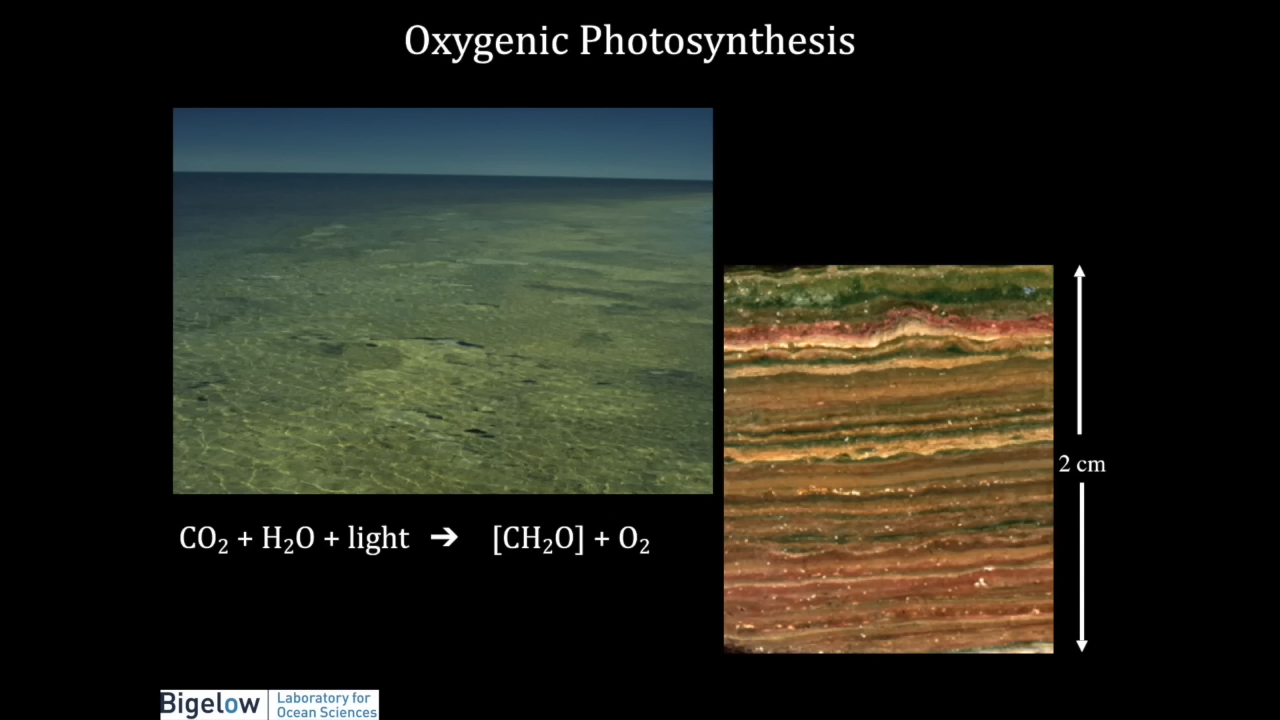 Oxygenic Photosynthesis
2 cm
CO₂ + H₂O + light ➔ [CH₂O] + O₂
Bigelow
Laboratory for
Ocean Sciences